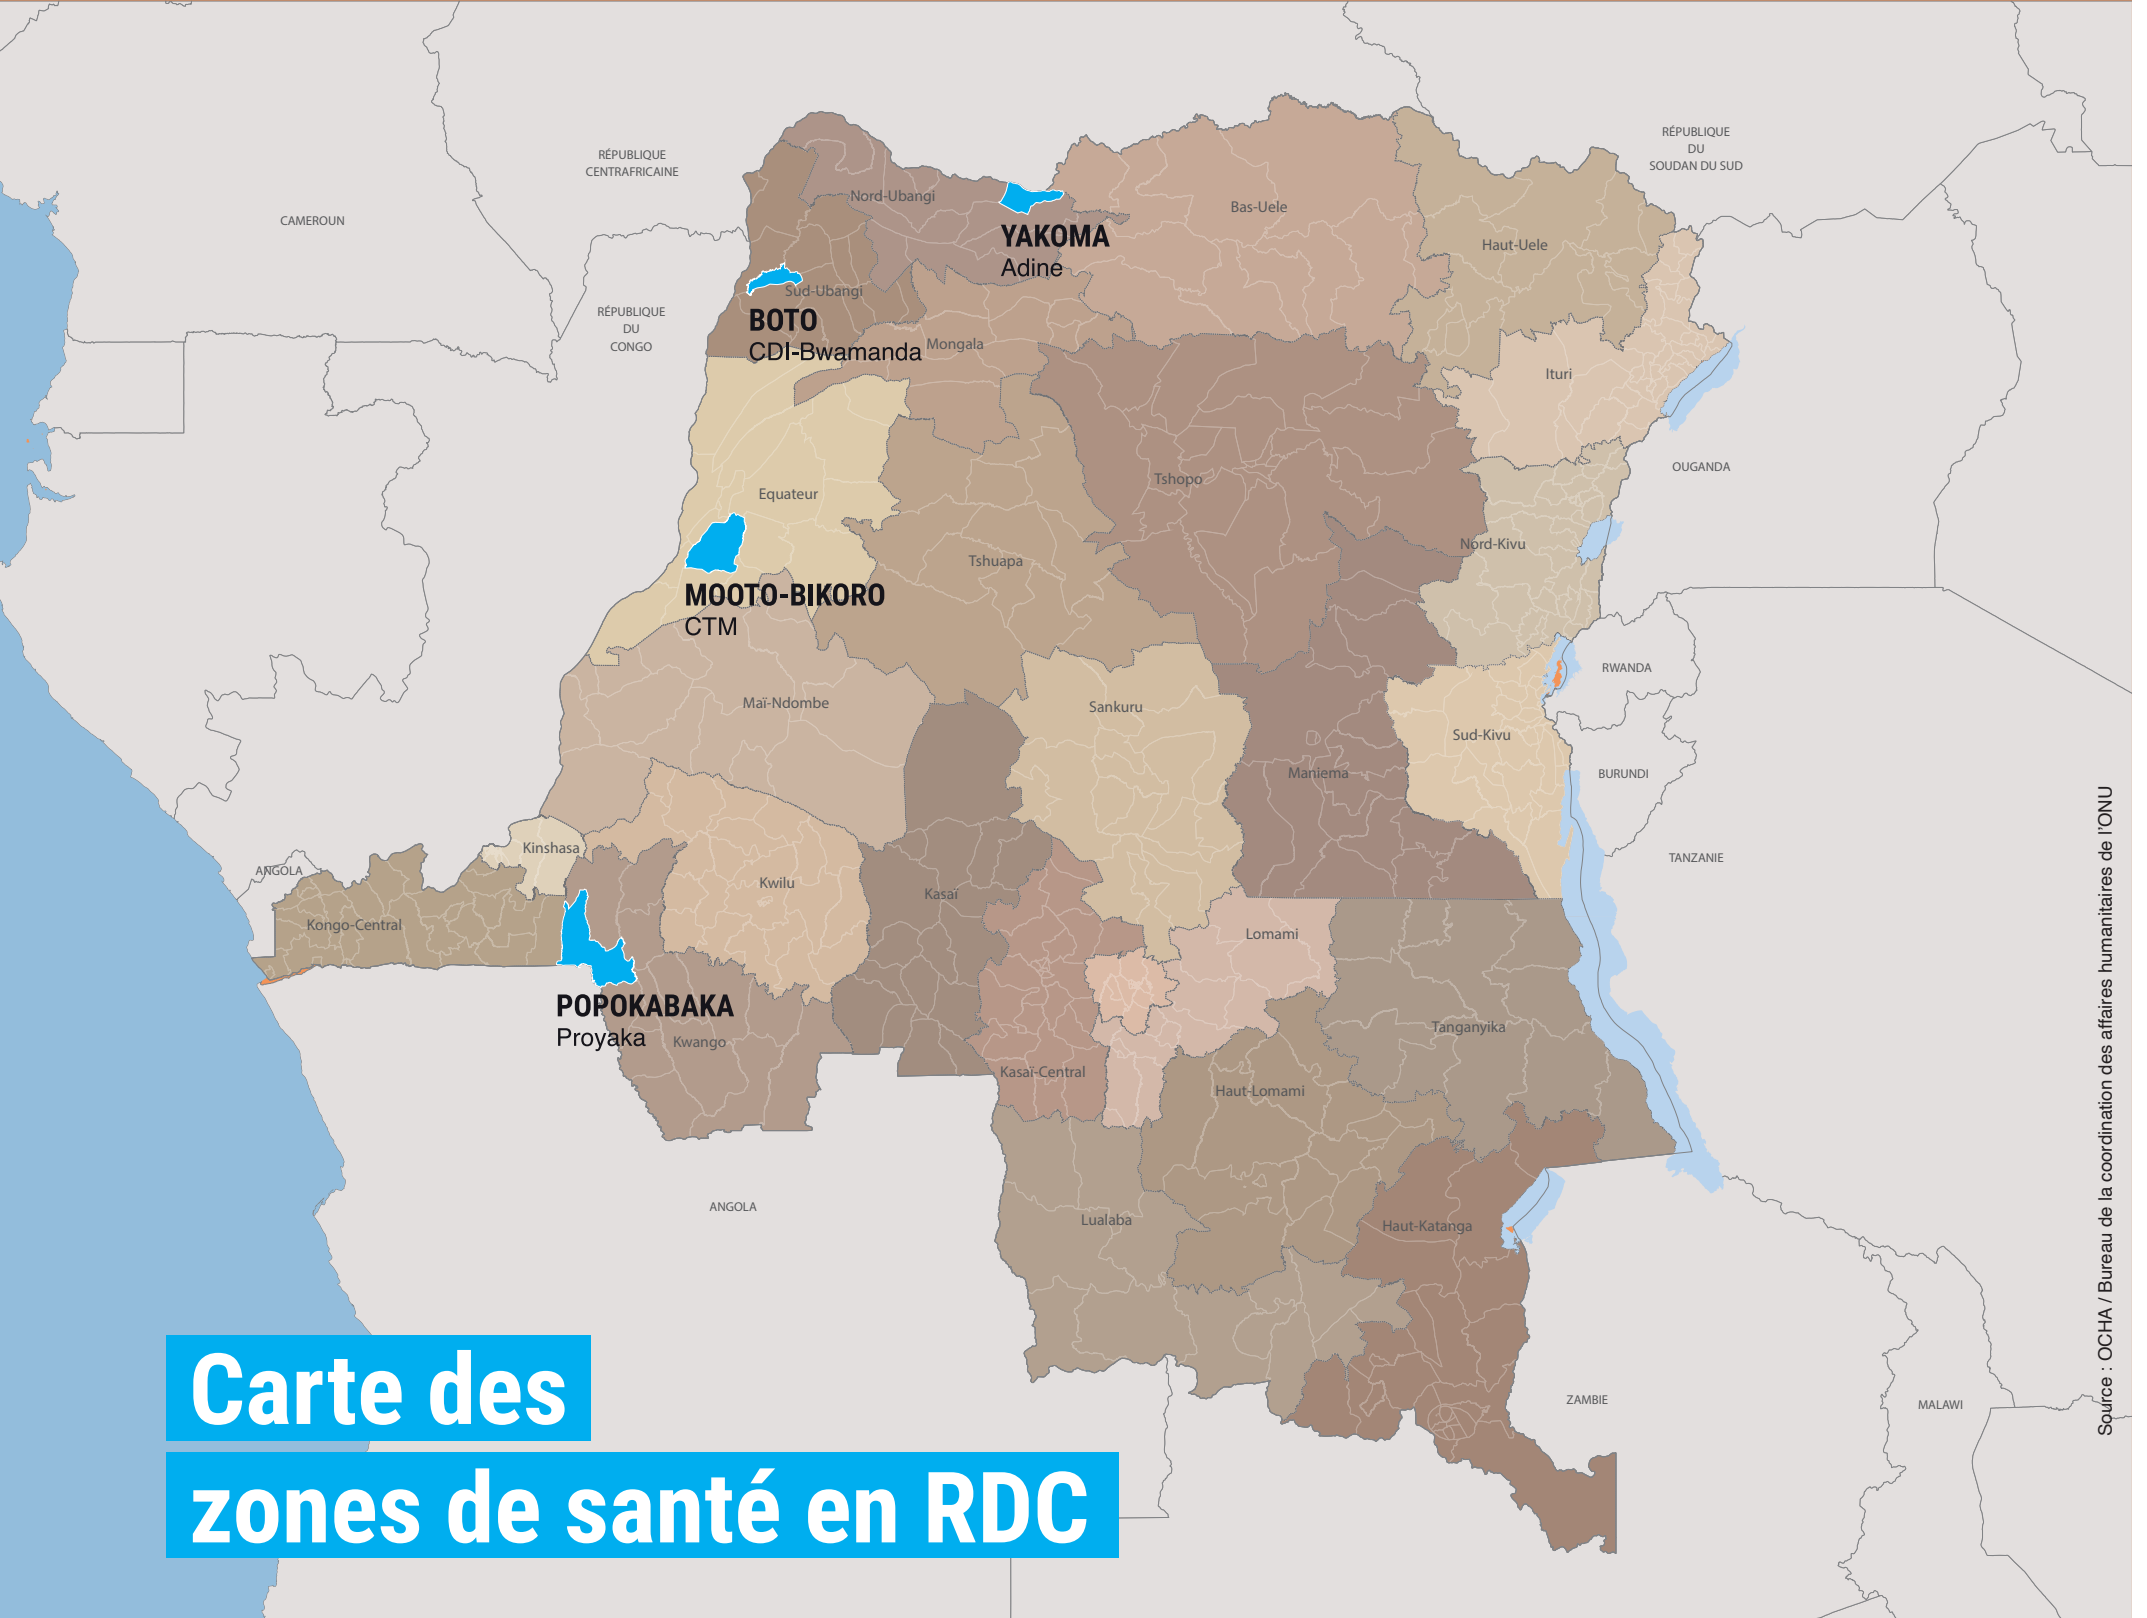 RÉPUBLIQUE
DU
SOUDAN DU SUD
RÉPUBLIQUE
CENTRAFRICAINE
CAMEROUN
Nord-Ubangi
Bas-Uele
YAKOMA
Adine
Haut-Uele
Sud-Ubangi
RÉPUBLIQUE
DU
CONGO
BOTO
CDI-Bwamanda
Mongala
Ituri
OUGANDA
Tshopo
Equateur
Nord-Kivu
Tshuapa
MOOTO-BIKORO
CTM
RWANDA
Maï-Ndombe
Sankuru
Sud-Kivu
Maniema
BURUNDI
Kinshasa
TANZANIE
ANGOLA
Kwilu
Kasaï
Kongo-Central
Lomami
POPOKABAKA
Proyaka
Kwango
Tanganyika
Kasaï-Central
Haut-Lomami
ANGOLA
Lualaba
Haut-Katanga
ZAMBIE
MALAWI
Carte des
zones de santé en RDC
Source : OCHA / Bureau de la coordination des affaires humanitaires de l'ONU